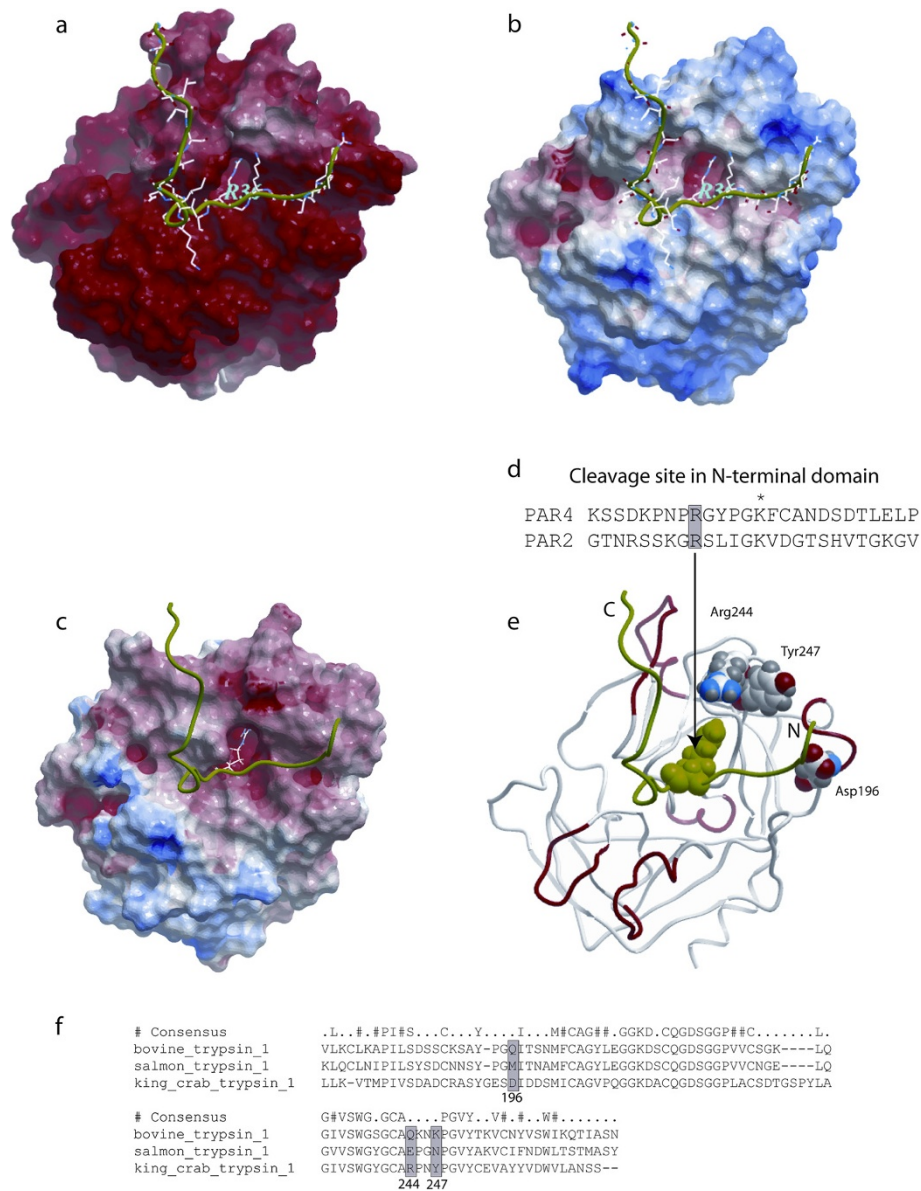 a
b
R3
R3
d
Cleavage site in N-terminal domain
*
PAR4 KSSDKPNPRGYPGKFCANDSDTLELP
PAR2 GTNRSSKGRSLIGKVDGTSHVTGKGV
c
e
C
Arg244
Tyr247
N
Asp196
f
# Consensus .L..#.#PI#S...C...Y....I...M#CAG##.GGKD.CQGDSGGP##C.......L.
bovine_trypsin_1 VLKCLKAPILSDSSCKSAY-PGQITSNMFCAGYLEGGKDSCQGDSGGPVVCSGK----LQ
salmon_trypsin_1 KLQCLNIPILSYSDCNNSY-PGMITNAMFCAGYLEGGKDSCQGDSGGPVVCNGE----LQ
king_crab_trypsin_1 LLK-VTMPIVSDADCRASYGESDIDDSMICAGVPQGGKDACQGDSGGPLACSDTGSPYLA
196
# Consensus G#VSWG.GCA....PGVY..V#.#..W#.......
bovine_trypsin_1 GIVSWGSGCAQKNKPGVYTKVCNYVSWIKQTIASN
salmon_trypsin_1 GVVSWGYGCAEPGNPGVYAKVCIFNDWLTSTMASY
king_crab_trypsin_1 GIVSWGYGCARPNYPGVYCEVAYYVDWVLANSS--
244 247